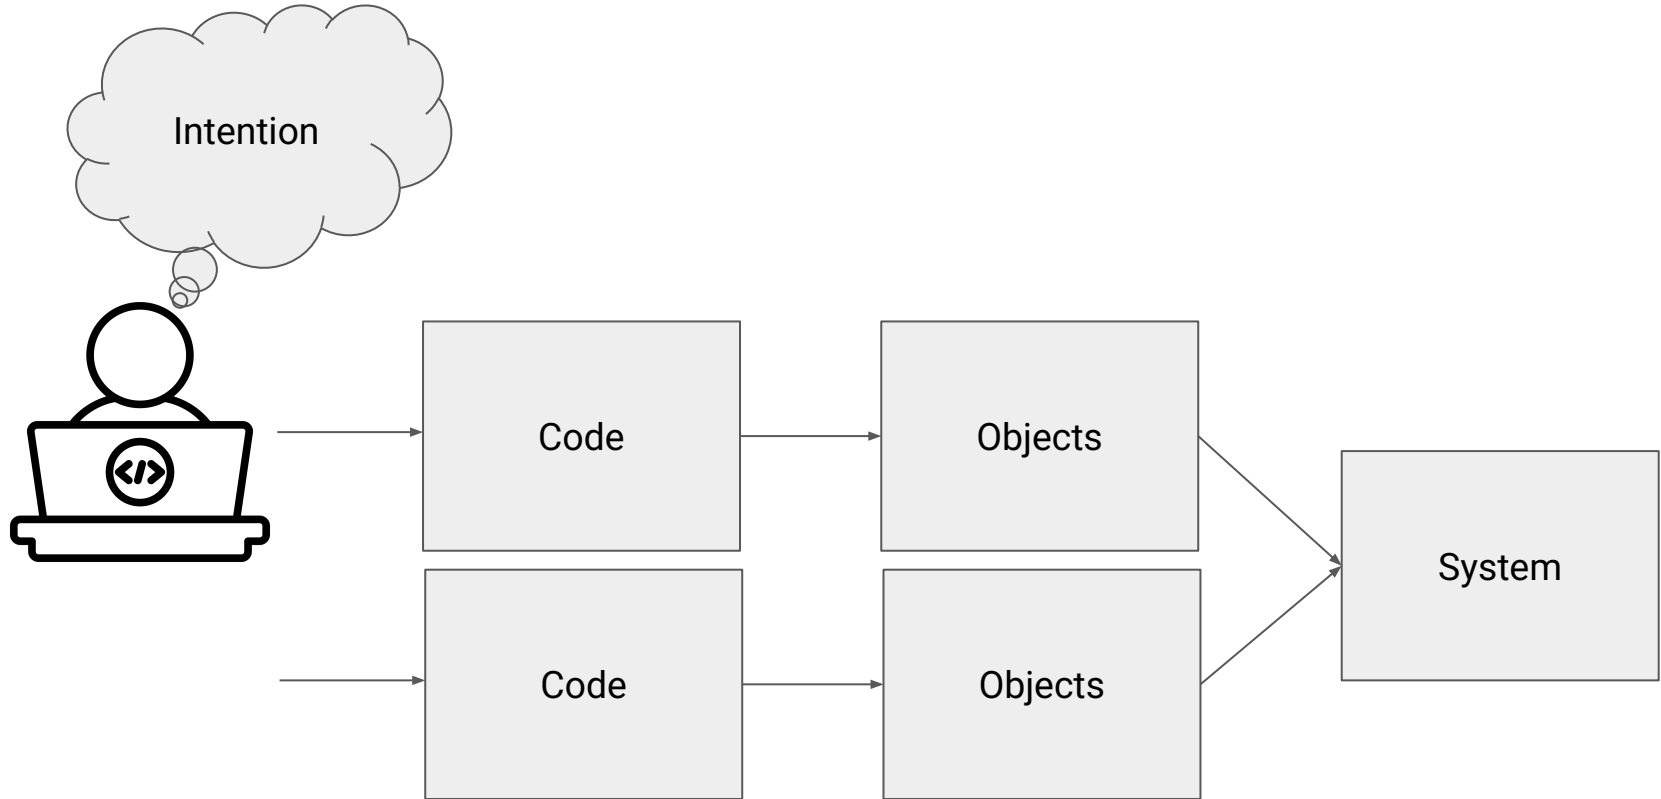 Intention
Code
Objects
System
Code
Objects
</>